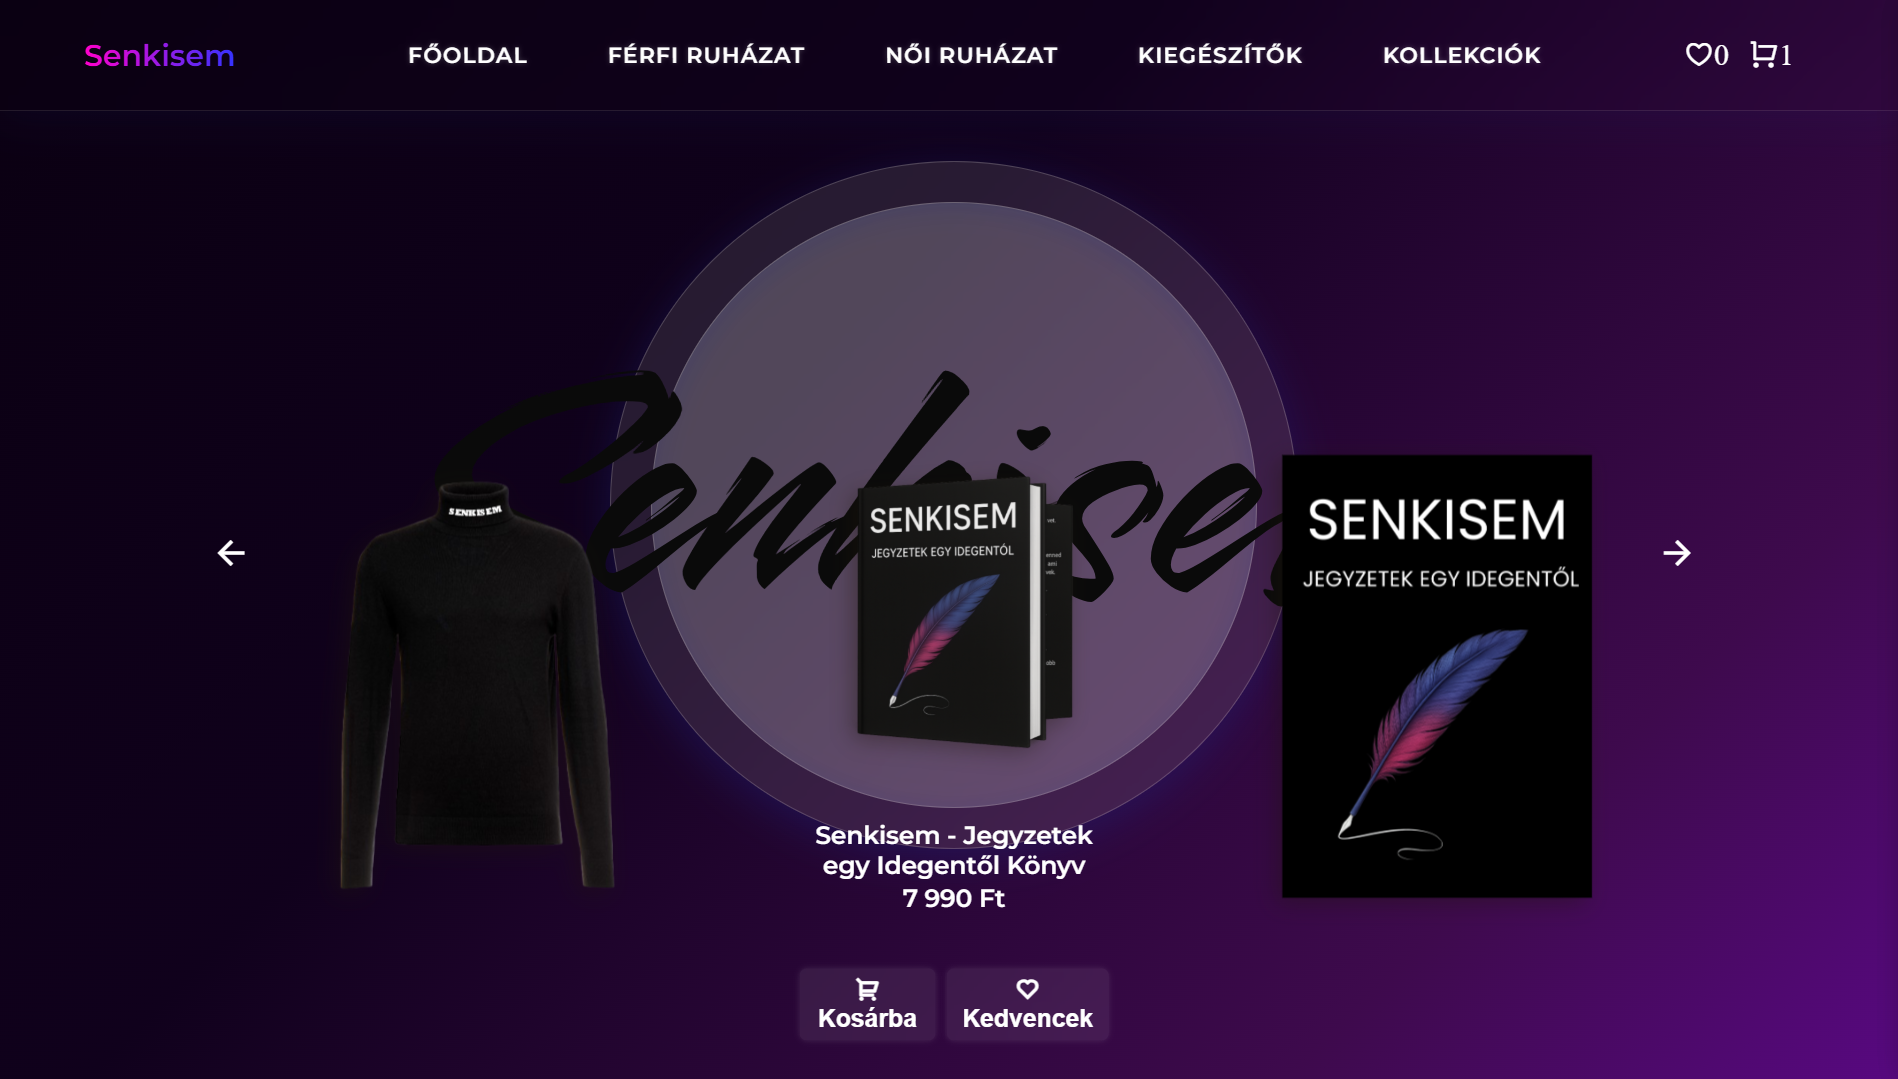 Senkisem
FŐOLDAL
FÉRFI RUHÁZAT
NŐI RUHÁZAT
KIEGÉSZÍTŐK
KOLLEKCIÓK
0
1
Senkise
SENKISEM
SENKISEM
JEGYZETEK EGY IDEGENTŐL
SENKISEM
JEGYZETEK EGY IDEGENTŐL
Senkisem - Jegyzetek
egy Idegentől Könyv
7 990 Ft
Kosárba
Kedvencek